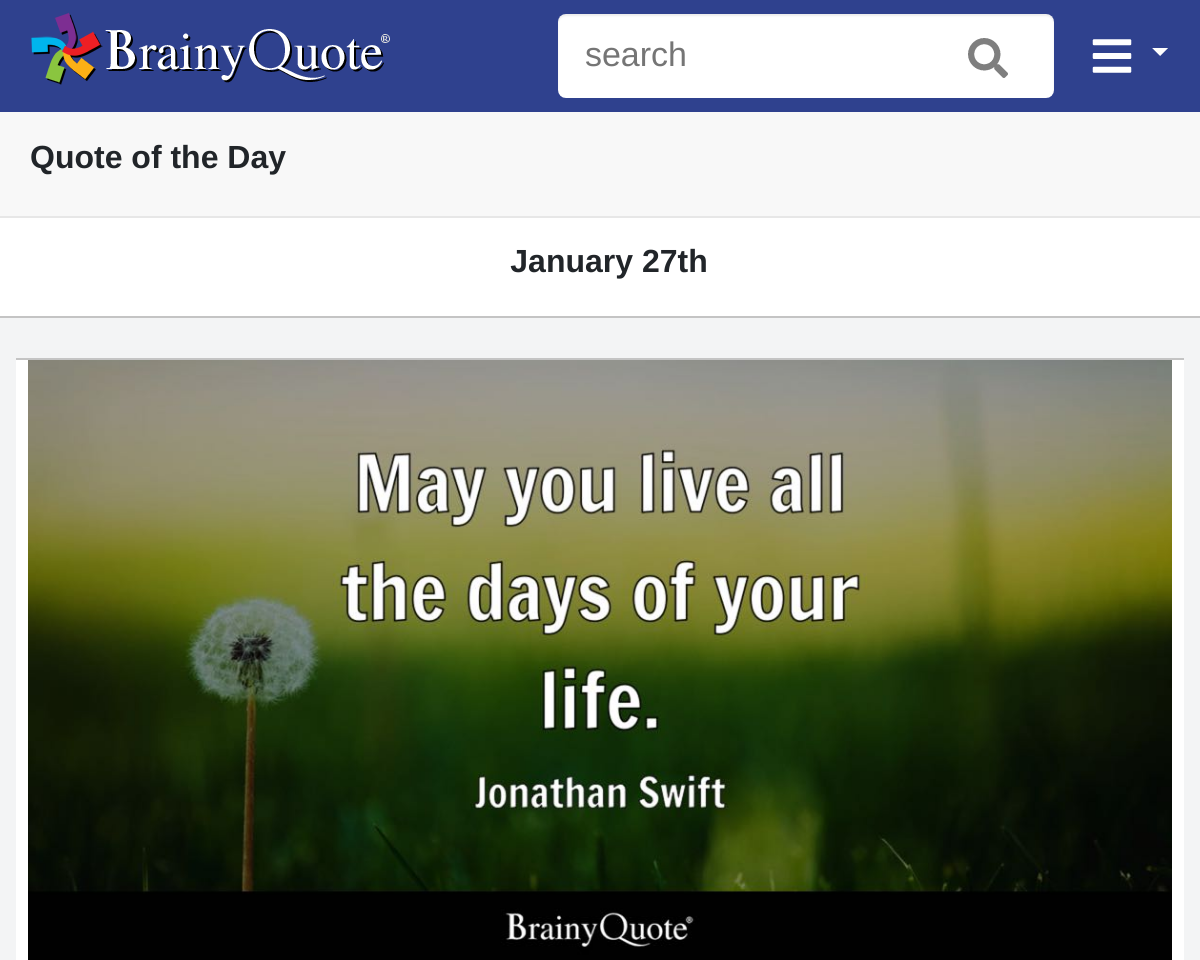 BrainyQuote®
search
Quote of the Day
January 27th
May you live all
the days of your
life.
Jonathan Swift
BrainyQuote®